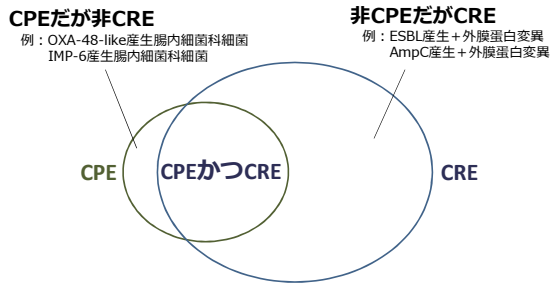 CPEだが非CRE
例：OXA-48-like産生腸内細菌科細菌
IMP-6産生腸内細菌科細菌
非CPEだがCRE
例：ESBL産生＋外膜蛋白変異
AmpC産生＋外膜蛋白変異
CPE
CPEかつCRE
CRE